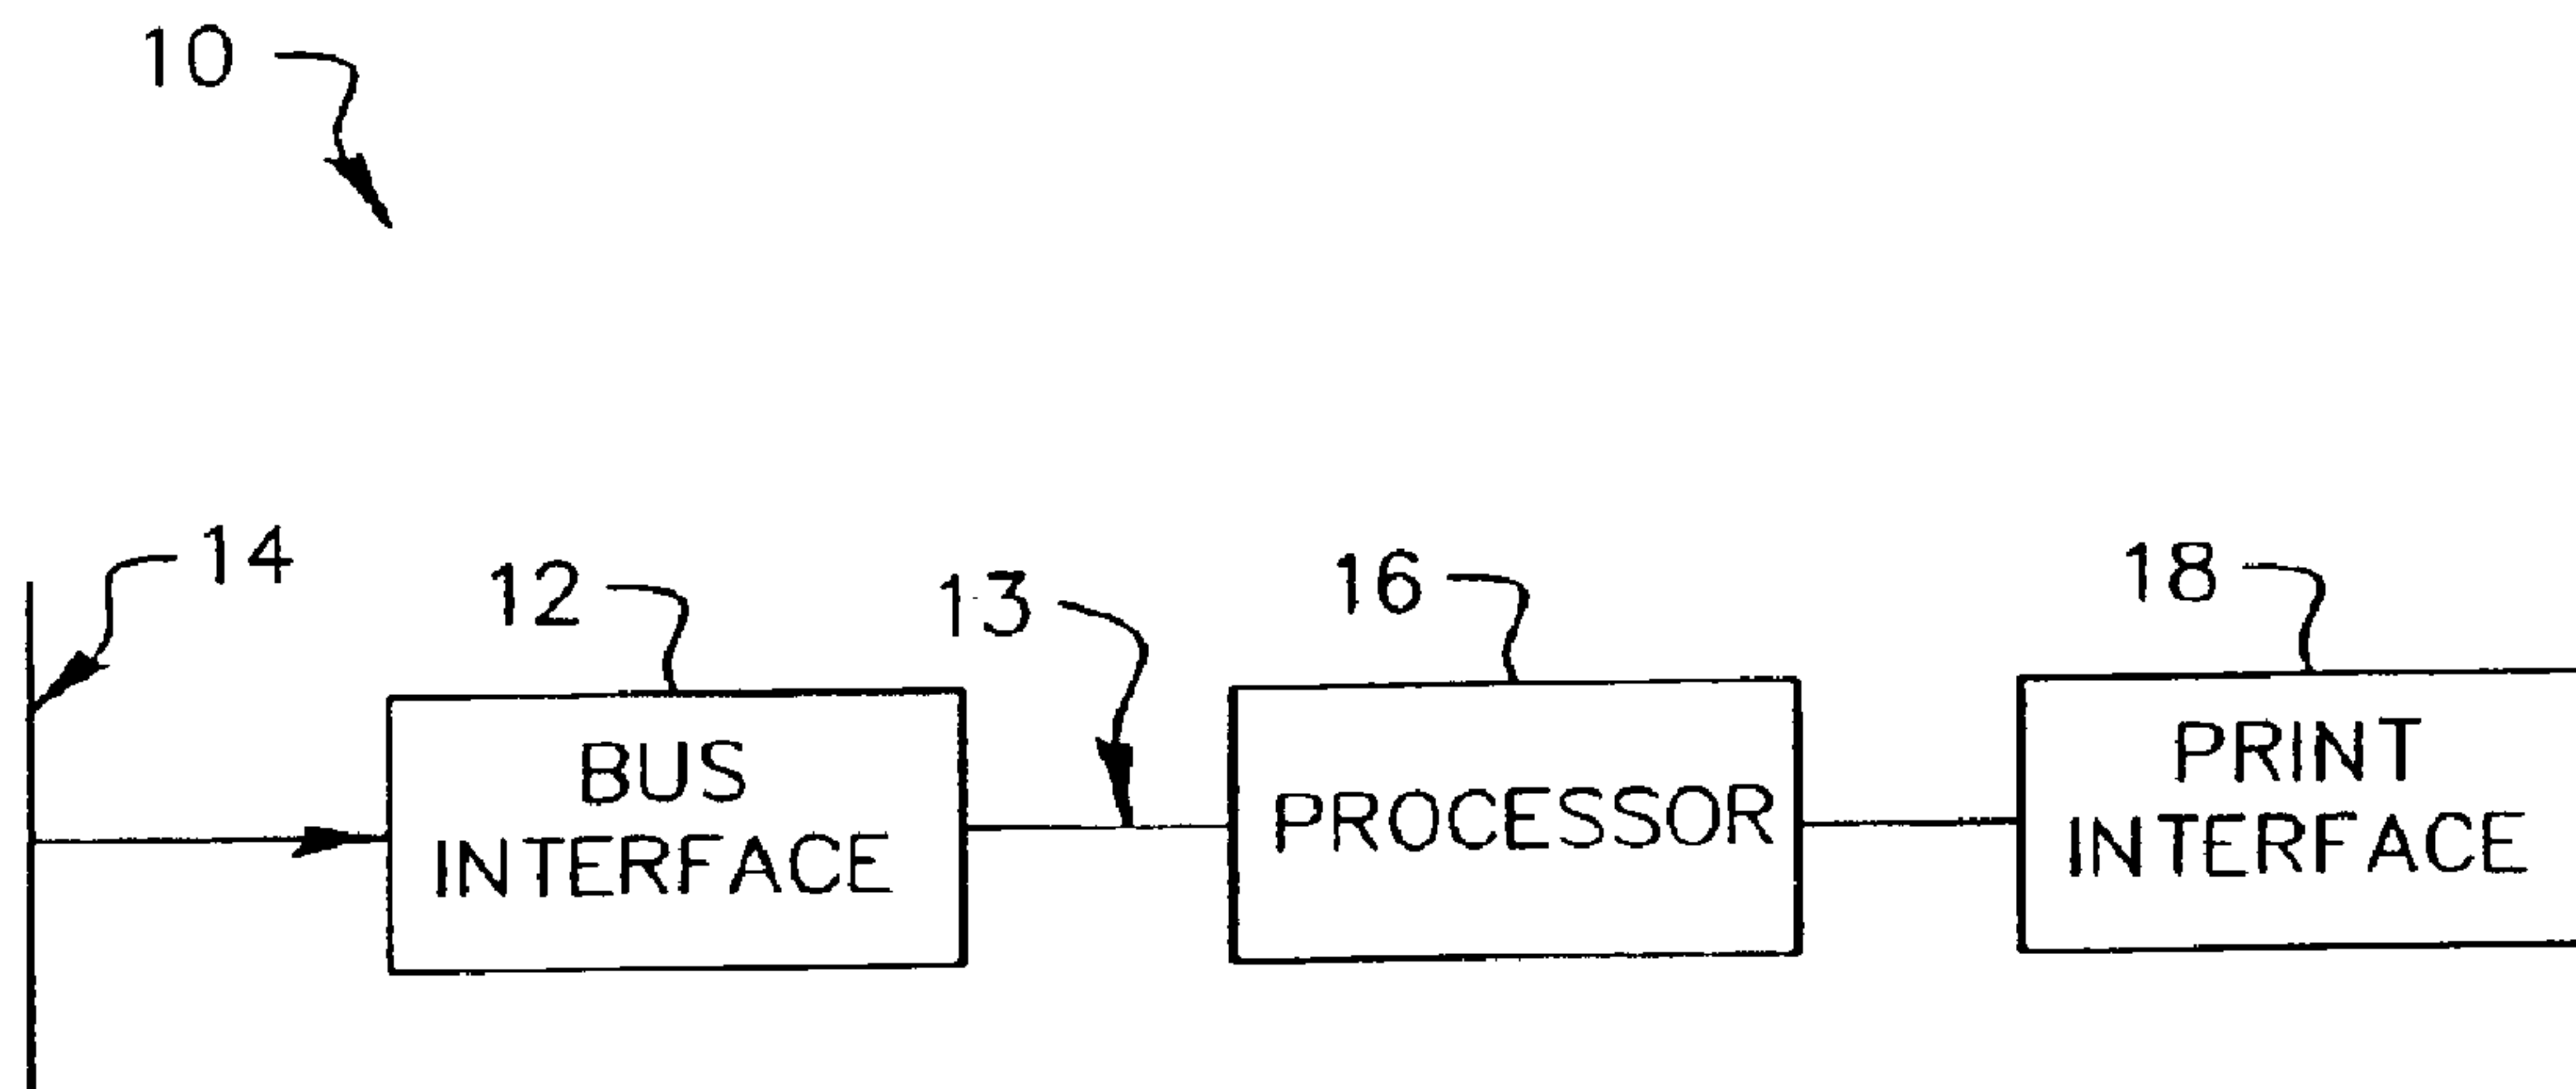 10
14
12
13
16
18
BUS
INTERFACE
PROCESSOR
PRINT
INTERFACE